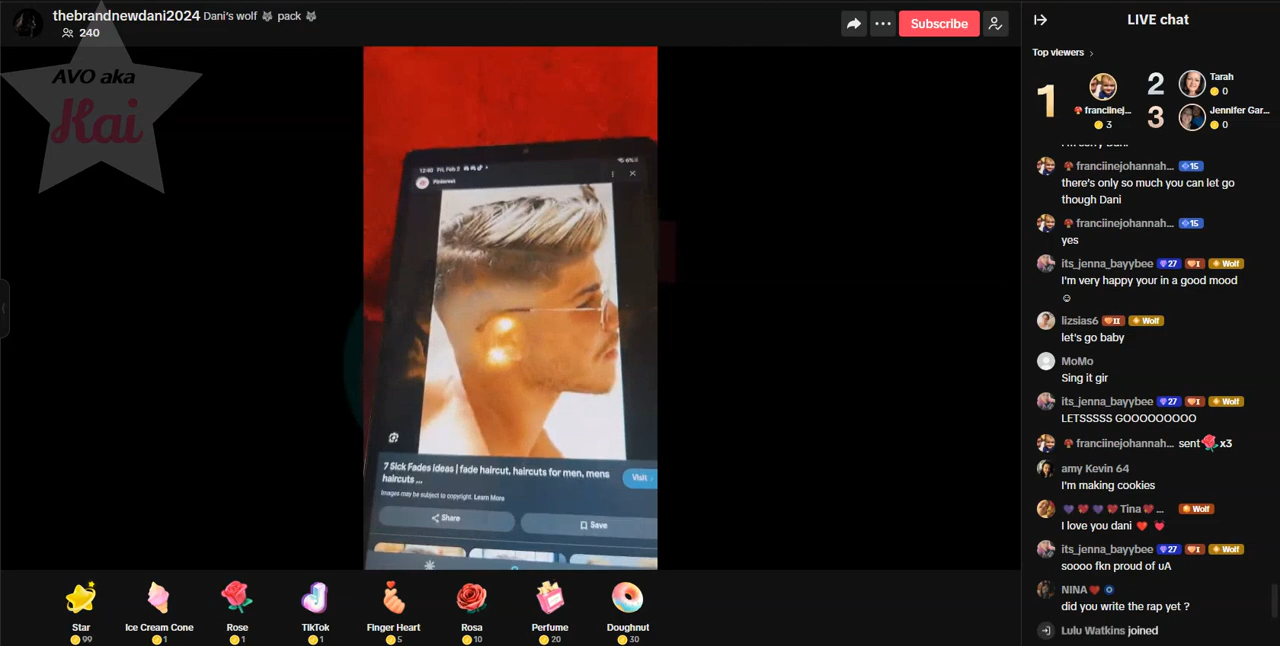 thebrandnewdani2024 Dani's wolf 🐺 pack 🐺
240
Subscribe
LIVE chat
AVO aka
Kai
Top viewers
1
franciinej...
3
2
Tarah
0
3
Jennifer Gar...
0
I'm sorry Dani
franciinejohannah... 15
there's only so much you can let go
though Dani
franciinejohannah... 15
yes
its_jenna_bayybee 27 I Wolf
I'm very happy your in a good mood
☺
lizsias6 II Wolf
let's go baby
MoMo
Sing it gir
its_jenna_bayybee 27 I Wolf
LETSSSSS GOOOOOOOOO
franciinejohannah... sent x3
amy Kevin 64
I'm making cookies
💜 💗 💜 💗 Tina 💗 ... Wolf
I love you dani ❤️ 💗
its_jenna_bayybee 27 I Wolf
soooo fkn proud of uA
NINA❤️
did you write the rap yet ?
Lulu Watkins joined
12:40 Fri, Feb 2
6%
Pinterest
7 Sick Fades ideas | fade haircut, haircuts for men, mens
haircuts ...
Visit
Images may be subject to copyright. Learn More
Share
Save
Star
99
Ice Cream Cone
1
Rose
1
TikTok
1
Finger Heart
5
Rosa
10
Perfume
20
Doughnut
30